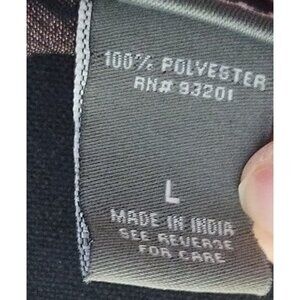 100% POLYESTER
RN# 93201
L
MADE IN INDIA
SEE REVERSE
FOR CARE